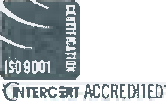 CERTIFICATION
ISO 9001
INTERCERT ACCREDITED